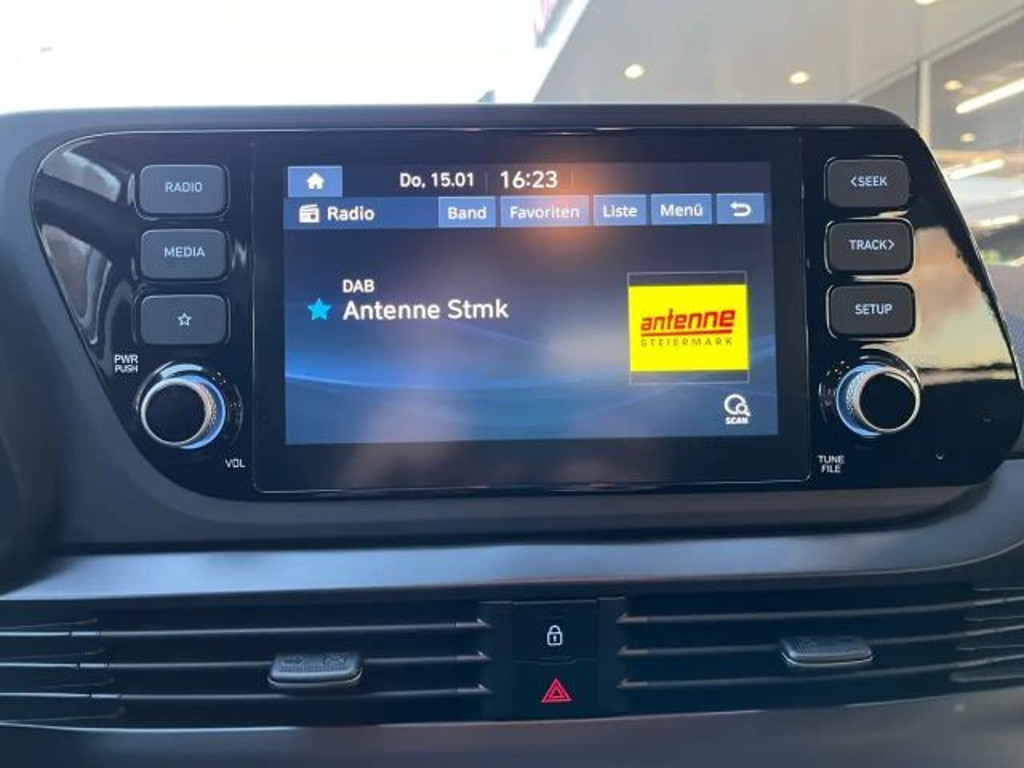 RADIO
MEDIA
PWR
PUSH
VOL
Do, 15.01 16:23
Radio Band Favoriten Liste Menü
DAB
Antenne Stmk
antenne
STEIERMARK
SCAN
<SEEK
TRACK>
SETUP
TUNE
FILE